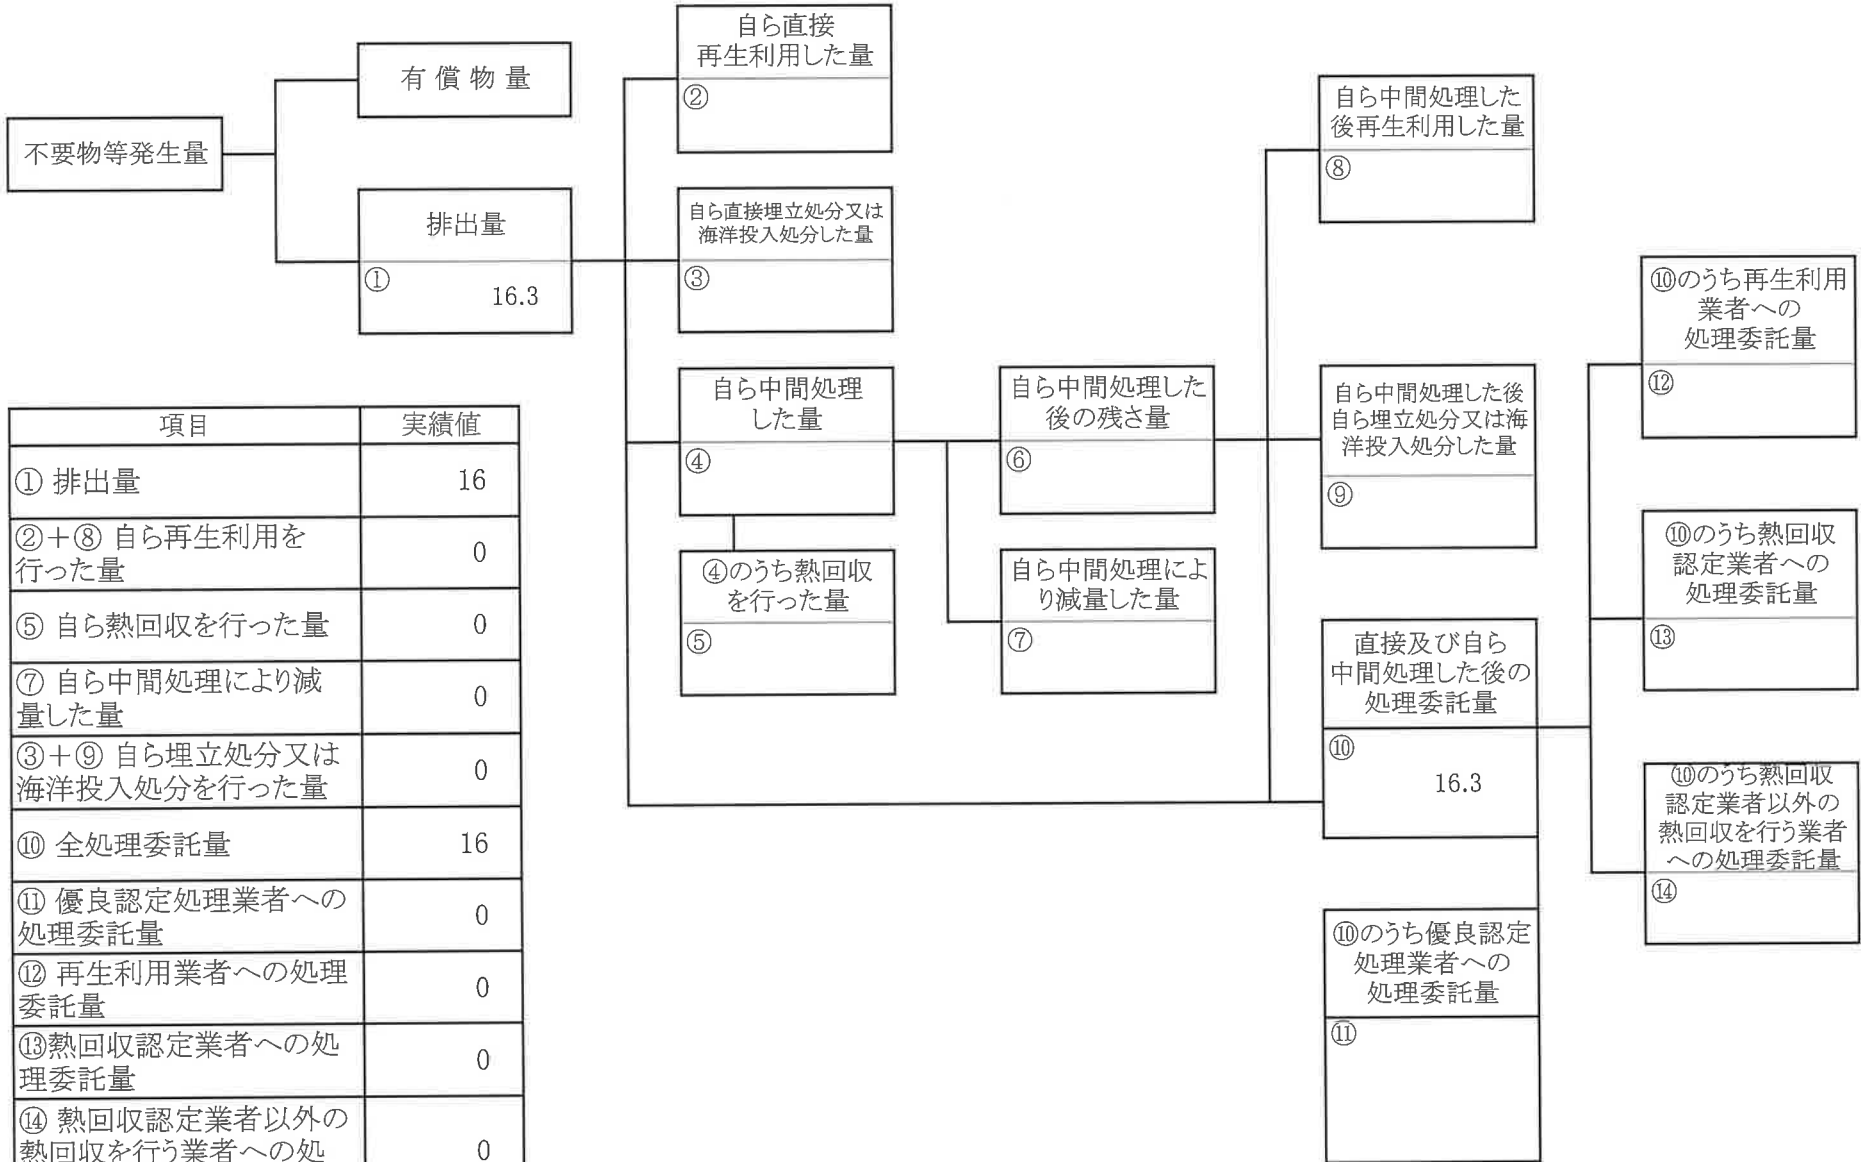 不要物等発生量
有償物量
排出量
①
16.3
自ら直接
再生利用した量
②
自ら直接埋立処分又は
海洋投入処分した量
③
自ら中間処理
した量
④
④のうち熱回収
を行った量
⑤
自ら中間処理した
後の残さ量
⑥
自ら中間処理によ
り減量した量
⑦
自ら中間処理した
後再生利用した量
⑧
自ら中間処理した後
自ら埋立処分又は海
洋投入処分した量
⑨
直接及び自ら
中間処理した後の
処理委託量
⑩
16.3
⑩のうち優良認定
処理業者への
処理委託量
⑪
⑩のうち再生利用
業者への
処理委託量
⑫
⑩のうち熱回収
認定業者への
処理委託量
⑬
⑩のうち熱回収
認定業者以外の
熱回収を行う業者
への処理委託量
⑭
項目 実績値
① 排出量 16
②+⑧ 自ら再生利用を
行った量 0
⑤ 自ら熱回収を行った量 0
⑦ 自ら中間処理により減
量した量 0
③+⑨ 自ら埋立処分又は
海洋投入処分を行った量 0
⑩ 全処理委託量 16
⑪ 優良認定処理業者への
処理委託量 0
⑫ 再生利用業者への処理
委託量 0
⑬熱回収認定業者への処
理委託量 0
⑭ 熱回収認定業者以外の
熱回収を行う業者への処 0